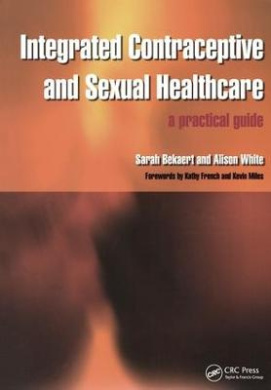 Integrated Contraceptive
and Sexual Healthcare
a practical guide
Sarah Bekaert and Alison White
Forewords by Kathy French and Kevin Miles
CRC Press
Taylor & Francis Group